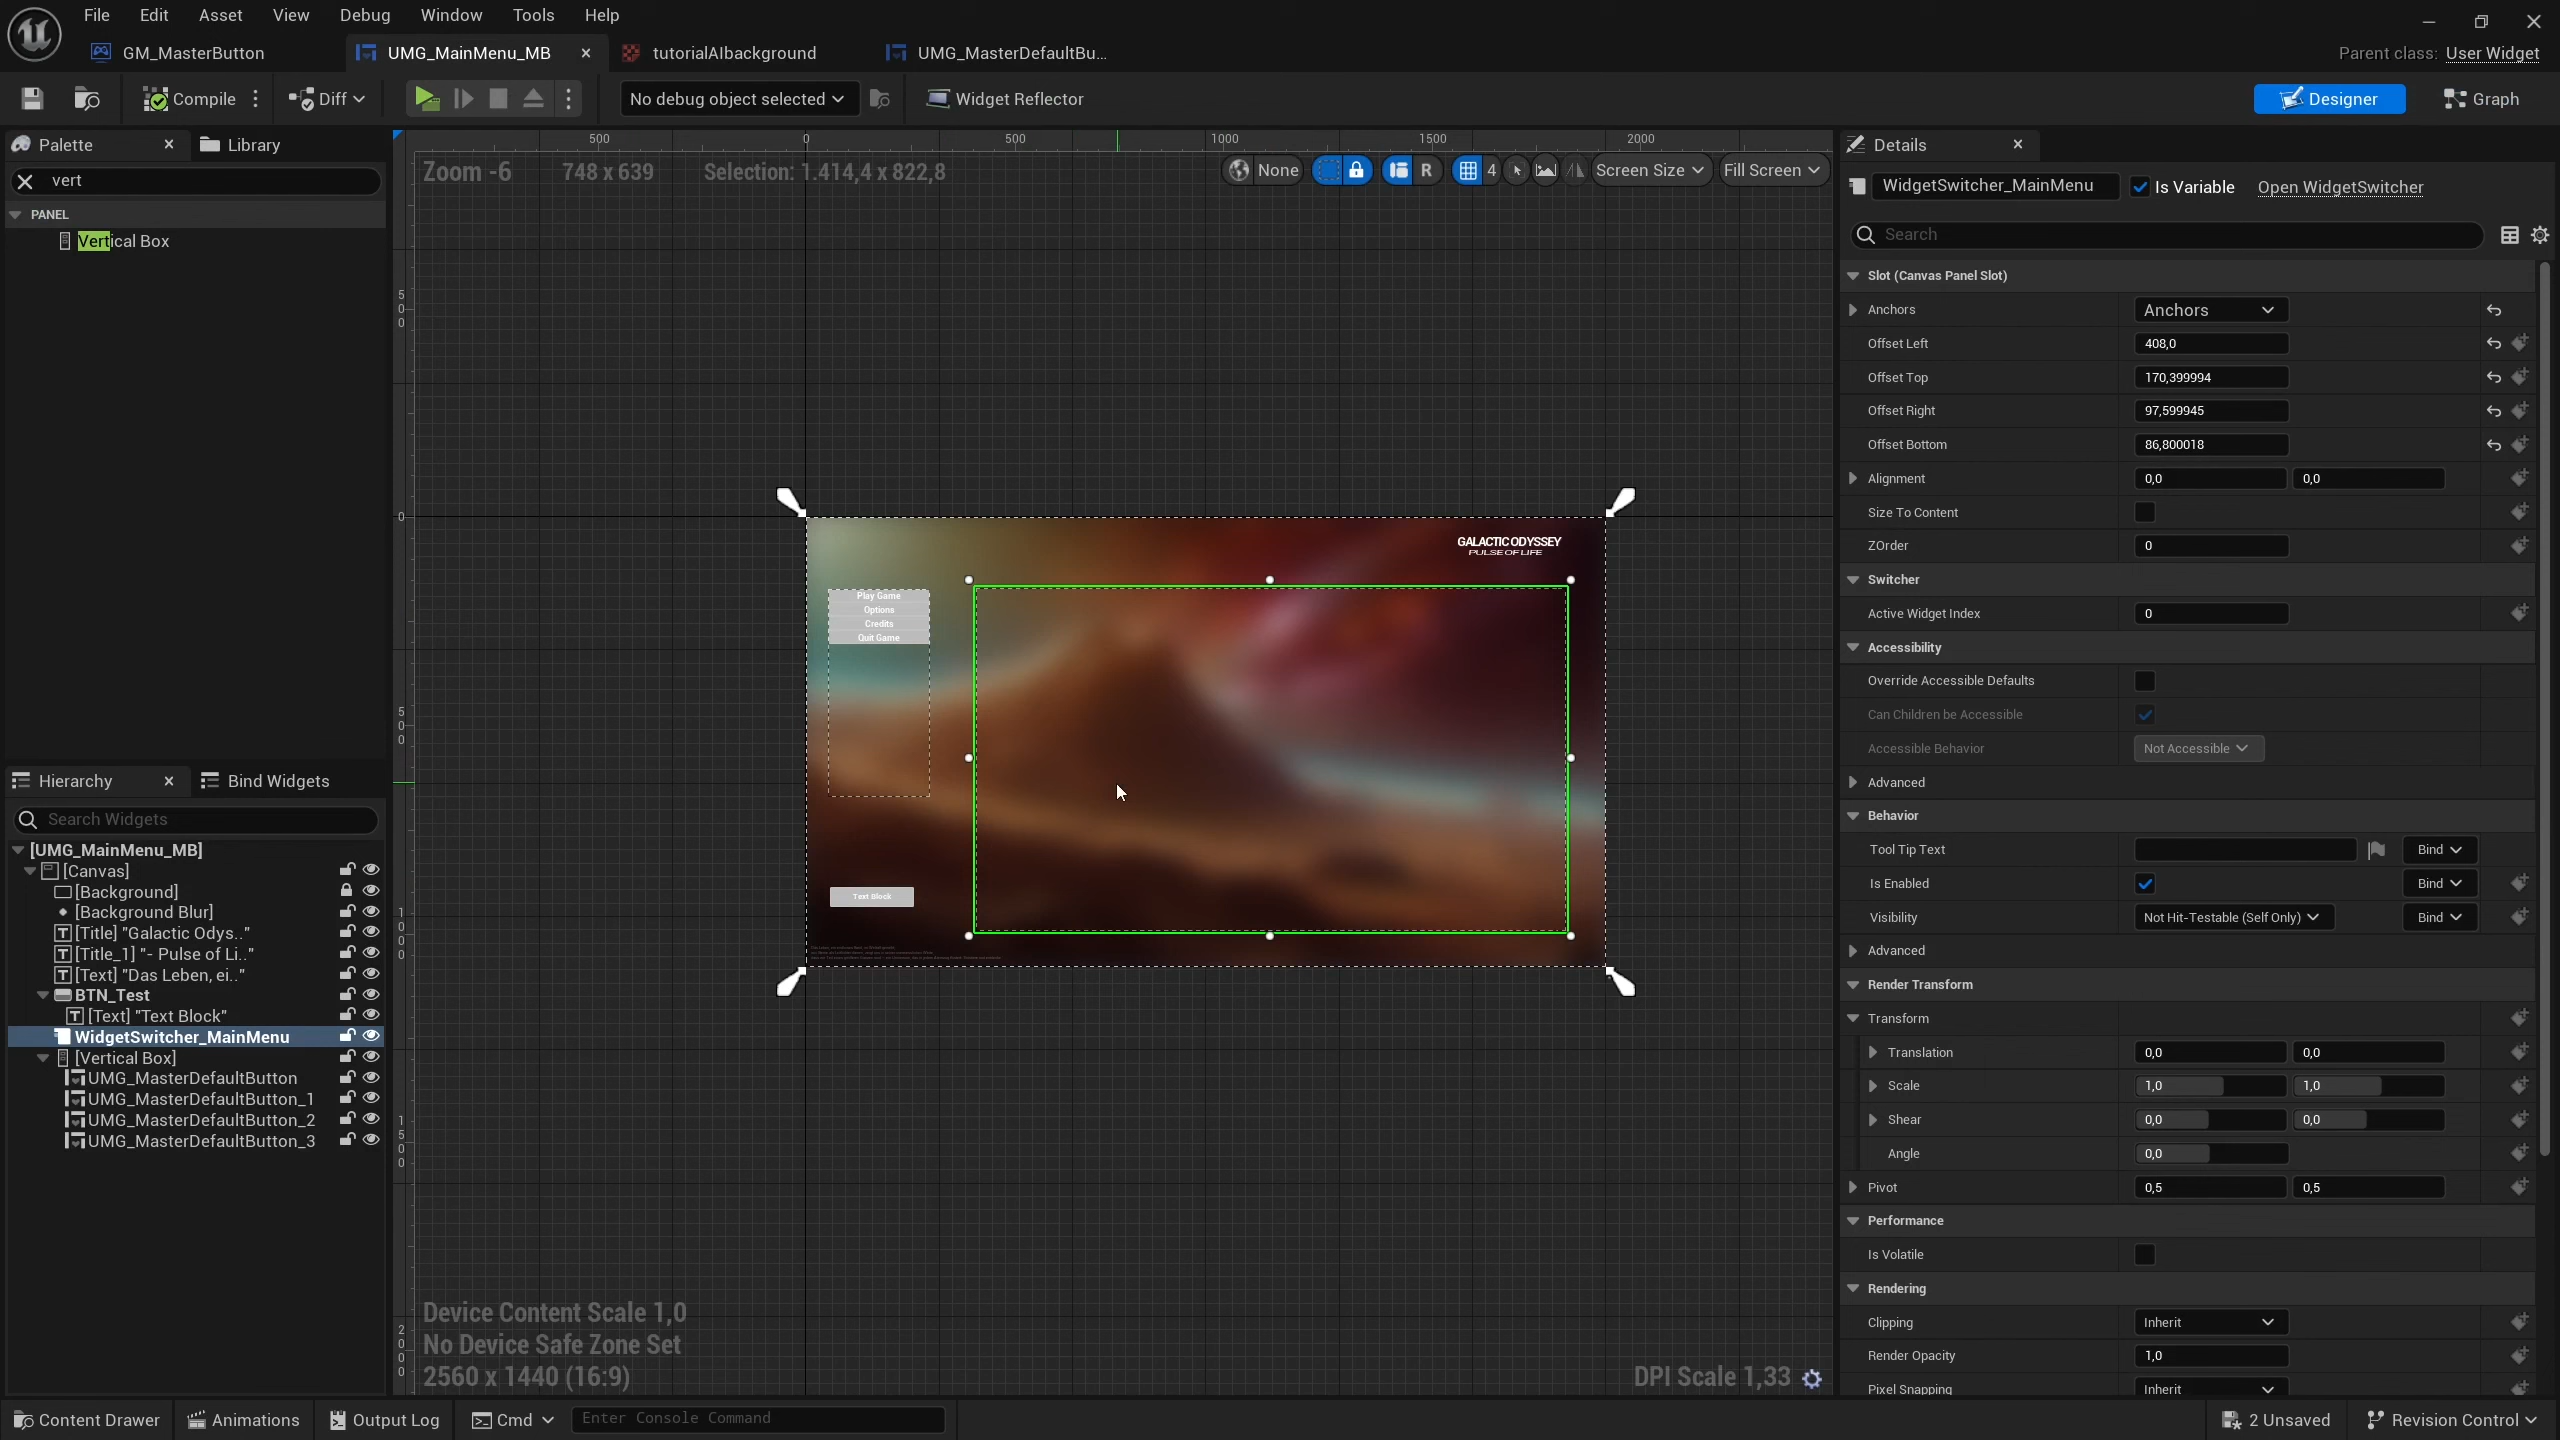 File Edit Asset View Debug Window Tools Help
GM_MasterButton UMG_MainMenu_MB tutorialAIbackground UMG_MasterDefaultBu...
Parent class: User Widget
Compile Diff No debug object selected Widget Reflector Designer Graph
Palette Library
vert
PANEL
Vertical Box
Hierarchy Bind Widgets
Search Widgets
[UMG_MainMenu_MB]
[Canvas]
[Background]
[Background Blur]
[Title] "Galactic Odys.."
[Title_1] "- Pulse of Li.."
[Text] "Das Leben, ei.."
BTN_Test
[Text] "Text Block"
WidgetSwitcher_MainMenu
[Vertical Box]
UMG_MasterDefaultButton
UMG_MasterDefaultButton_1
UMG_MasterDefaultButton_2
UMG_MasterDefaultButton_3
500 0 500 1000 1500 2000
Zoom -6 748 x 639 Selection: 1.414,4 x 822,8
None R 4 Screen Size Fill Screen
500
0
500
1000
1500
2000
GALACTIC ODYSSEY
PULSE OF LIFE
Play Game
Options
Credits
Quit Game
Text Block
Device Content Scale 1,0
No Device Safe Zone Set
2560 x 1440 (16:9)
DPI Scale 1,33
Details
WidgetSwitcher_MainMenu Is Variable Open WidgetSwitcher
Search
Slot (Canvas Panel Slot)
Anchors Anchors
Offset Left 408,0
Offset Top 170,399994
Offset Right 97,599945
Offset Bottom 86,800018
Alignment 0,0 0,0
Size To Content
ZOrder 0
Switcher
Active Widget Index 0
Accessibility
Override Accessible Defaults
Can Children be Accessible
Accessible Behavior Not Accessible
Advanced
Behavior
Tool Tip Text Bind
Is Enabled Bind
Visibility Not Hit-Testable (Self Only) Bind
Advanced
Render Transform
Transform
Translation 0,0 0,0
Scale 1,0 1,0
Shear 0,0 0,0
Angle 0,0
Pivot 0,5 0,5
Performance
Is Volatile
Rendering
Clipping Inherit
Render Opacity 1,0
Pixel Snapping Inherit
Content Drawer Animations Output Log Cmd Enter Console Command 2 Unsaved Revision Control